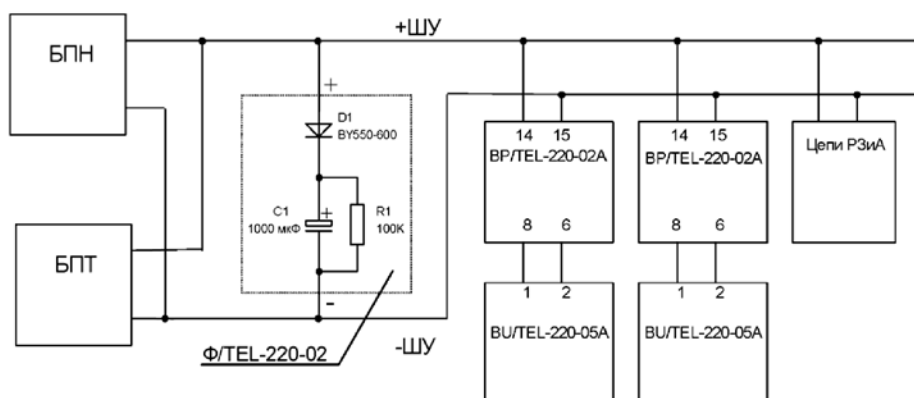 БПН
+ШУ
+
D1
BY550-600
14 15
BP/TEL-220-02A
8 6
14 15
BP/TEL-220-02A
8 6
Цепи РЗиА
C1
1000 мкФ
+
R1
100K
БПТ
-
Ф/TEL-220-02
-ШУ
1 2
BU/TEL-220-05A
1 2
BU/TEL-220-05A